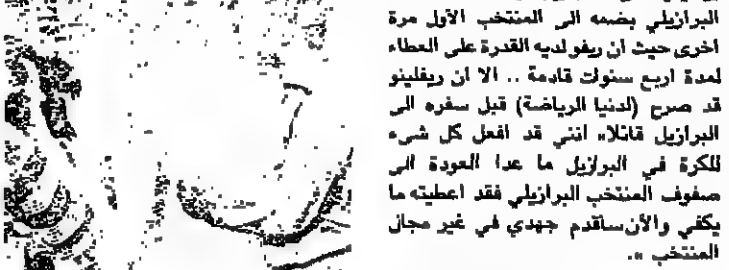 البرازيلي بضمه الى المنتخب الأول مرة
اخرى حيث ان ريفو لديه القدرة على العطاء
لمدة اربع سنوات قادمة .. الا ان ريفلينو
قد صرح (لدنيا الرياضة) قبل سفره الى
البرازيل قائلا« انني قد افعل كل شيء
للكرة في البرازيل ما عدا العودة الى
صفوف المنتخب البرازيلي فقد اعطيته ما
يكفي والآن ساقدم جهدي في غير مجال
المنتخب ».